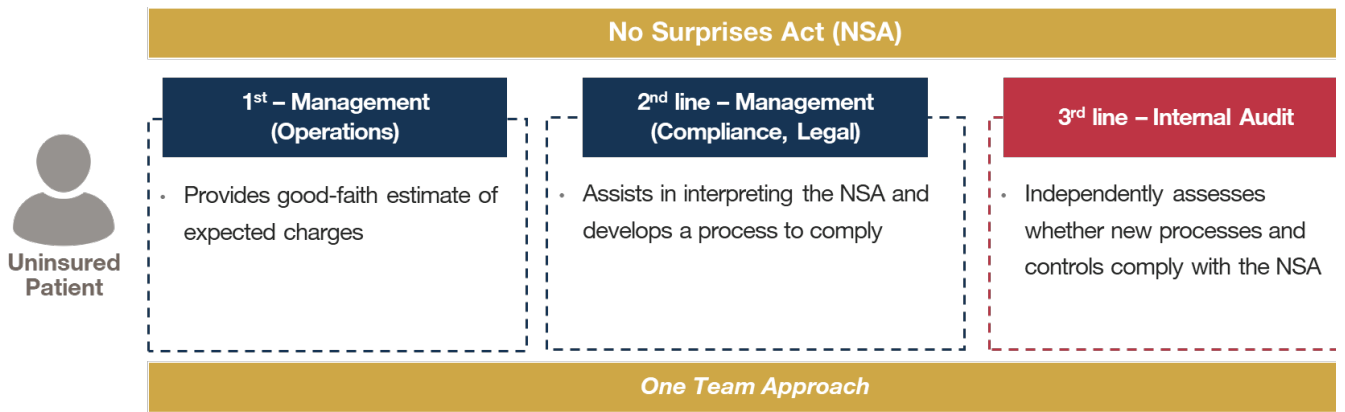 No Surprises Act (NSA)
1st – Management
(Operations)
2nd line – Management
(Compliance, Legal)
3rd line – Internal Audit
Uninsured
Patient
• Provides good-faith estimate of
expected charges
• Assists in interpreting the NSA and
develops a process to comply
• Independently assesses
whether new processes and
controls comply with the NSA
One Team Approach